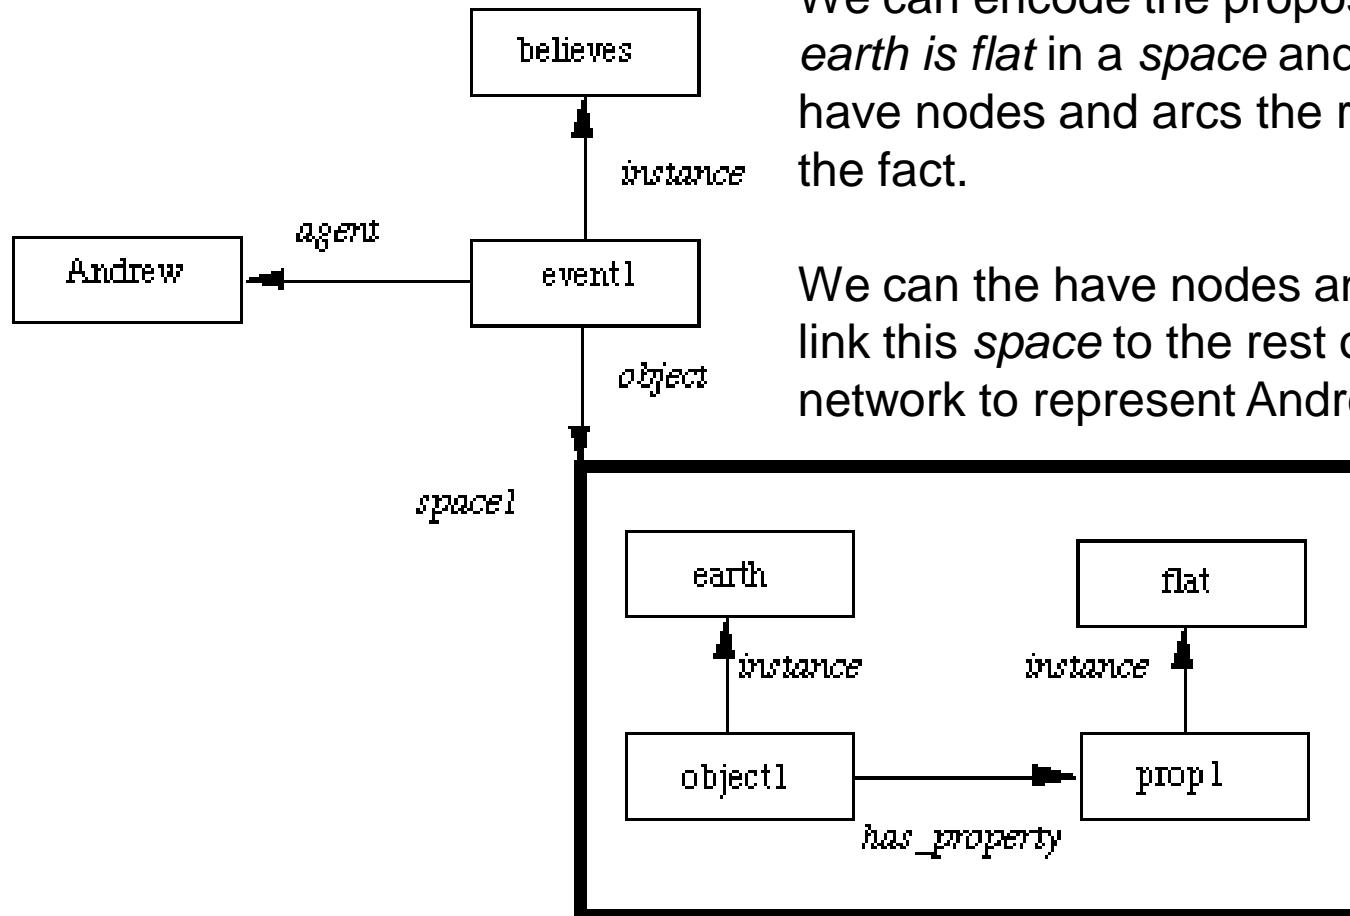 We can encode the propos
earth is flat in a space and
have nodes and arcs the r
the fact.
We can the have nodes ar
link this space to the rest o
network to represent Andre
believes
instance
agent
Andrew
event1
object
space1
earth
flat
instance
instance
object1
prop1
has_property